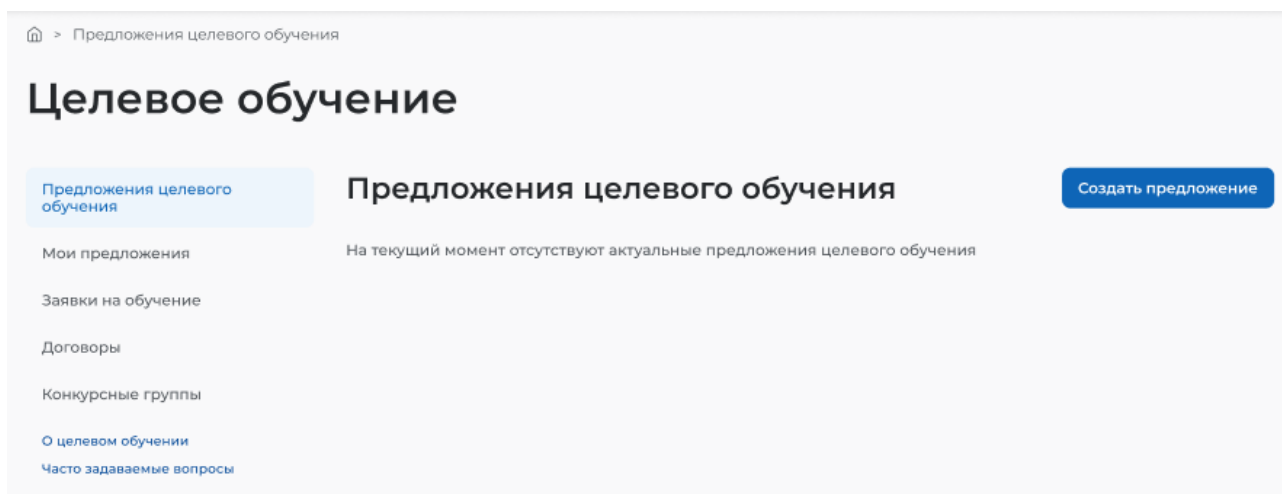 > Предложения целевого обучения
Целевое обучение
Предложения целевого
обучения
Мои предложения
Заявки на обучение
Договоры
Конкурсные группы
О целевом обучении
Часто задаваемые вопросы
Предложения целевого обучения
Создать предложение
На текущий момент отсутствуют актуальные предложения целевого обучения